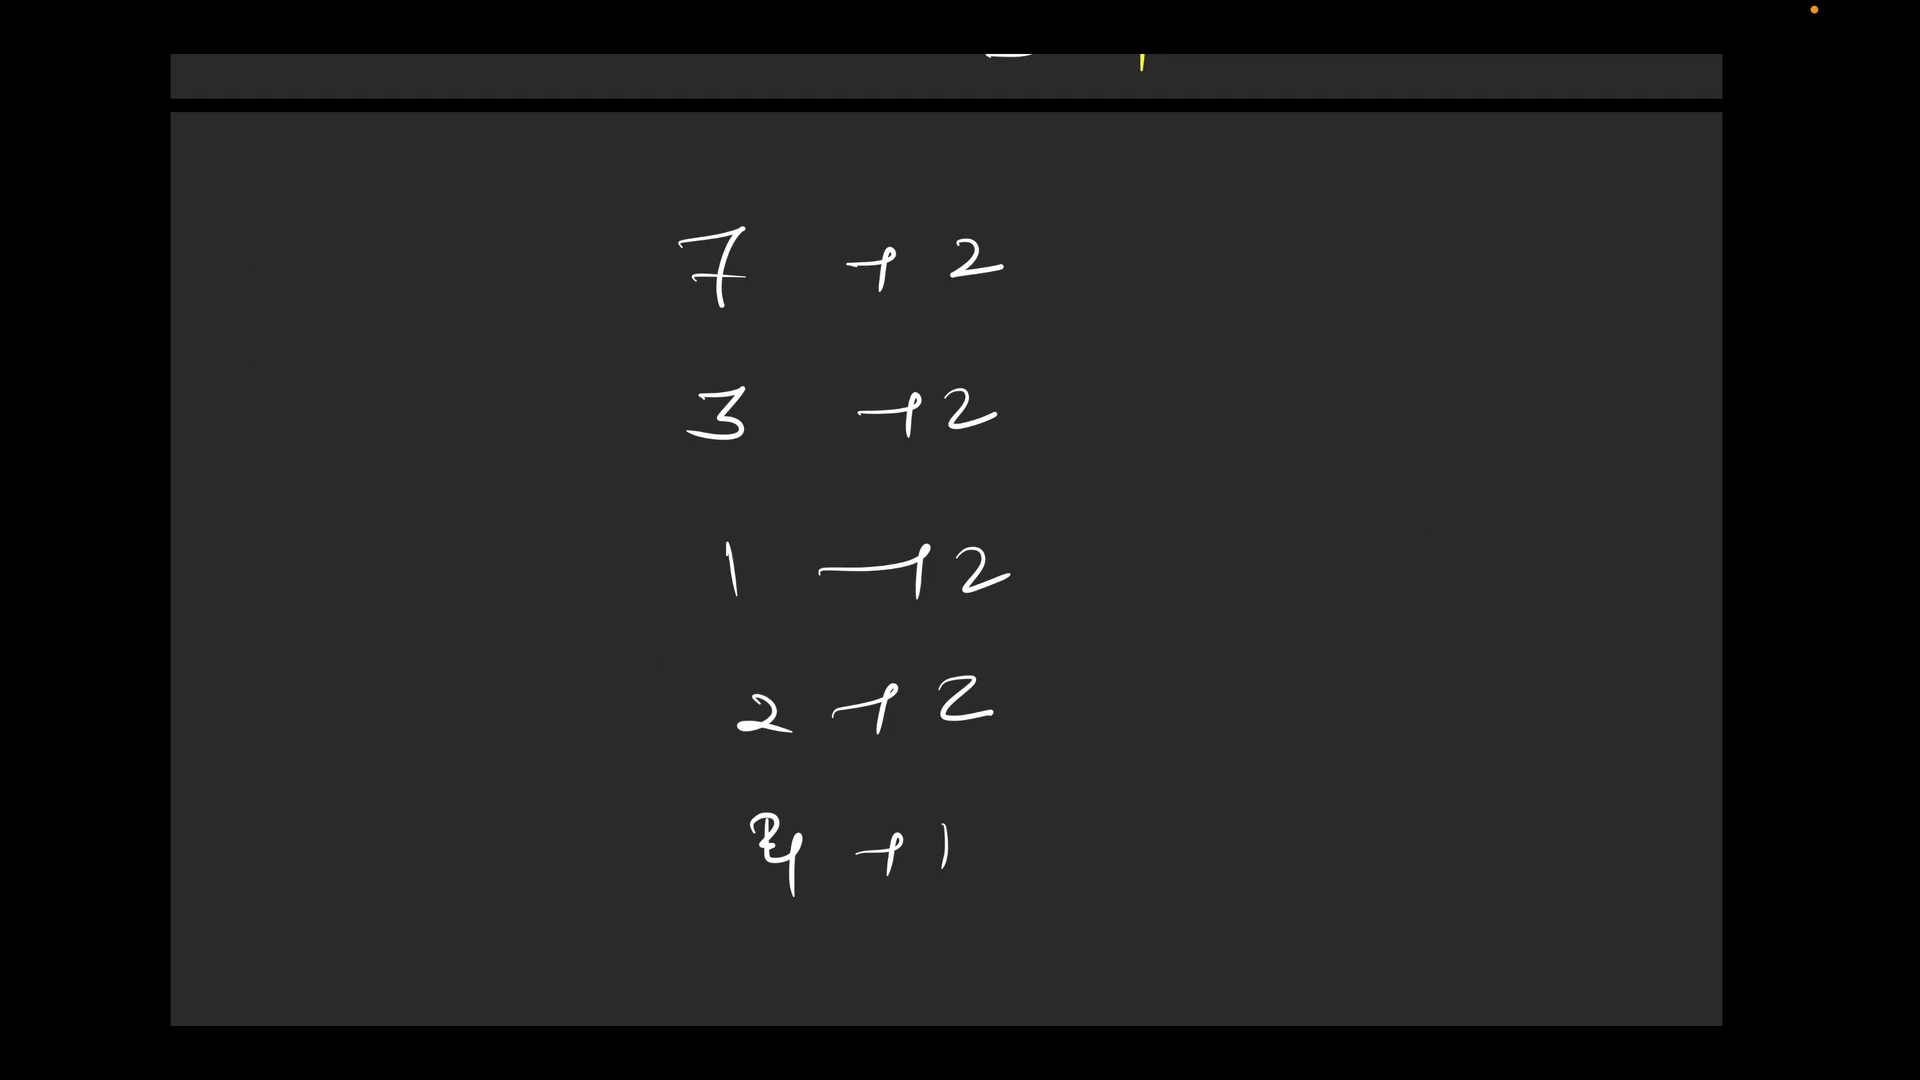 7 → 2
3 → 2
1 → 2
2 → 2
4 → 1